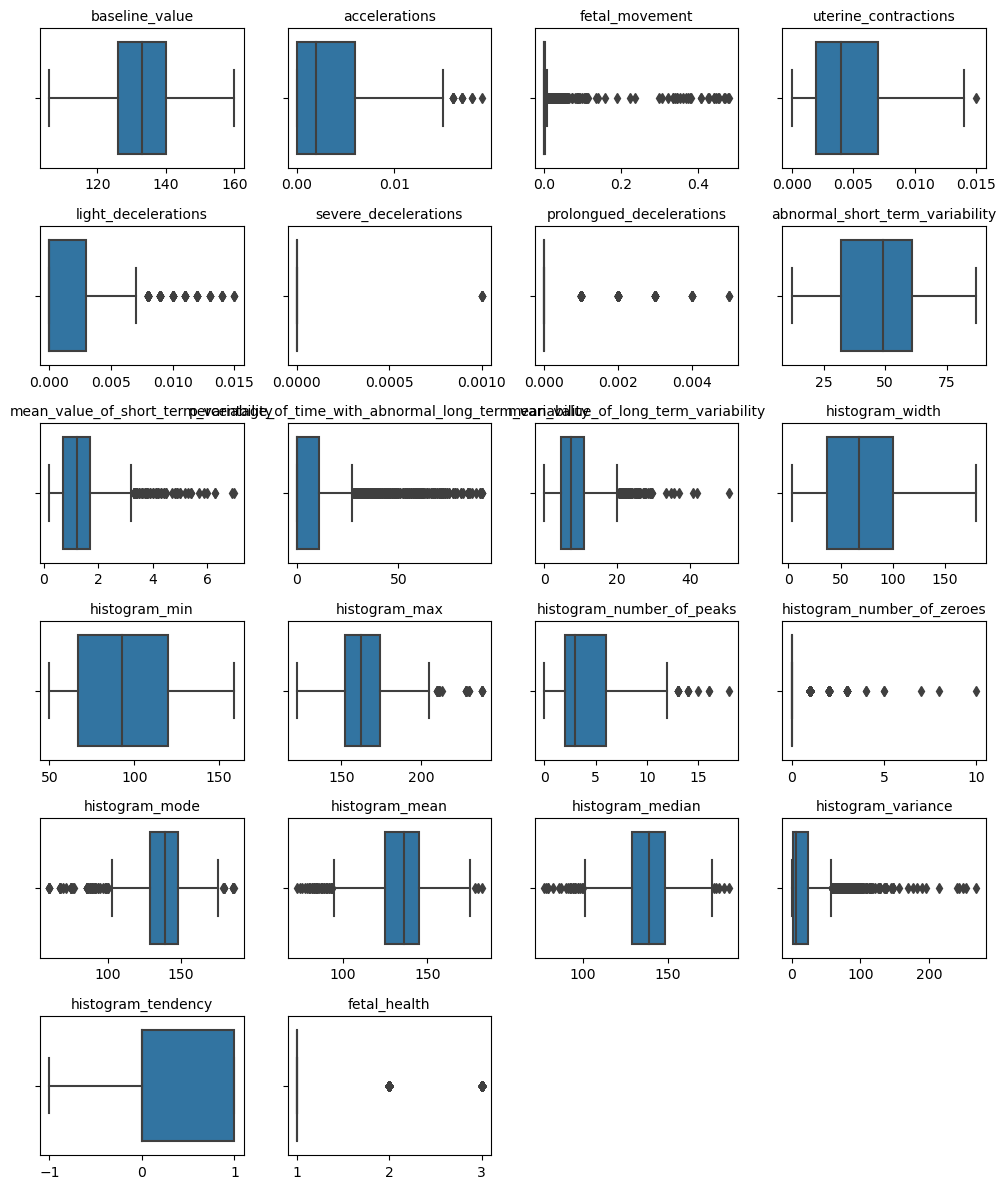 baseline_value
accelerations
fetal_movement
uterine_contractions
120 140 160
0.00 0.01
0.0 0.2 0.4
0.000 0.005 0.010 0.015
light_decelerations
severe_decelerations
prolongued_decelerations
abnormal_short_term_variability
0.000 0.005 0.010 0.015
0.0000 0.0005 0.0010
0.000 0.002 0.004
25 50 75
mean_value_of_short_term_variability
percentage_of_time_with_abnormal_long_term_variability
mean_value_of_long_term_variability
histogram_width
0 2 4 6
0 50
0 20 40
0 50 100 150
histogram_min
histogram_max
histogram_number_of_peaks
histogram_number_of_zeroes
50 100 150
150 200
0 5 10 15
0 5 10
histogram_mode
histogram_mean
histogram_median
histogram_variance
100 150
100 150
100 150
0 100 200
histogram_tendency
fetal_health
−1 0 1
1 2 3